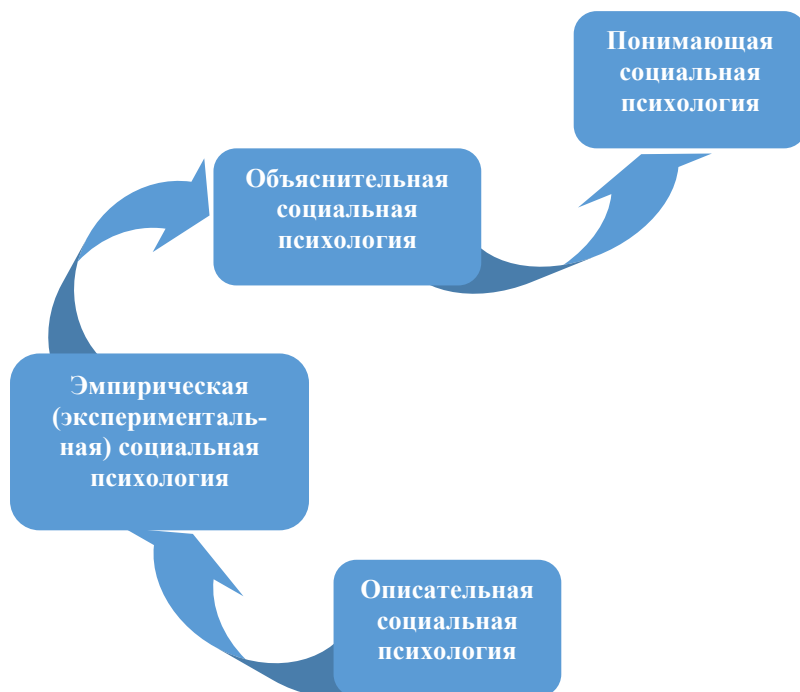 Понимающая
социальная
психология
Объяснительная
социальная
психология
Эмпирическая
(эксперименталь-
ная) социальная
психология
Описательная
социальная
психология